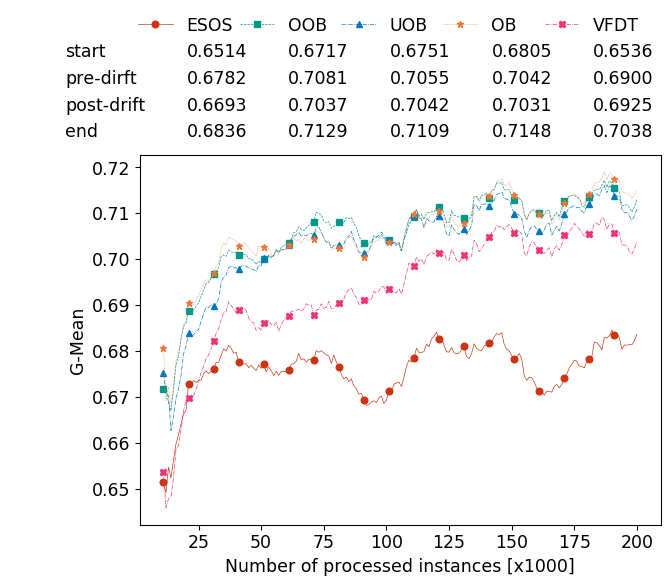 ESOS OOB UOB OB VFDT
start 0.6514 0.6717 0.6751 0.6805 0.6536
pre-dirft 0.6782 0.7081 0.7055 0.7042 0.6900
post-drift 0.6693 0.7037 0.7042 0.7031 0.6925
end 0.6836 0.7129 0.7109 0.7148 0.7038
0.72
0.71
0.70
0.69
0.68
0.67
0.66
0.65
G-Mean
25 50 75 100 125 150 175 200
Number of processed instances [x1000]